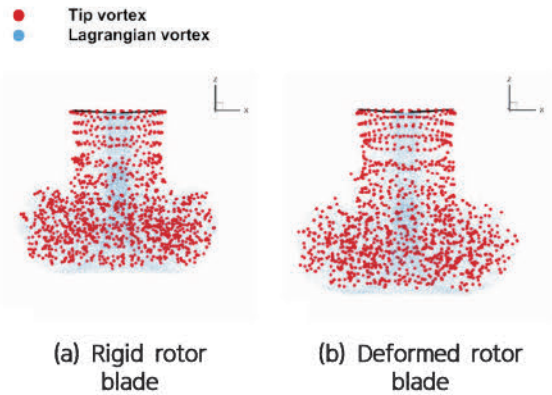 Tip vortex
Lagrangian vortex
z
x
z
x
(a) Rigid rotor
blade
(b) Deformed rotor
blade